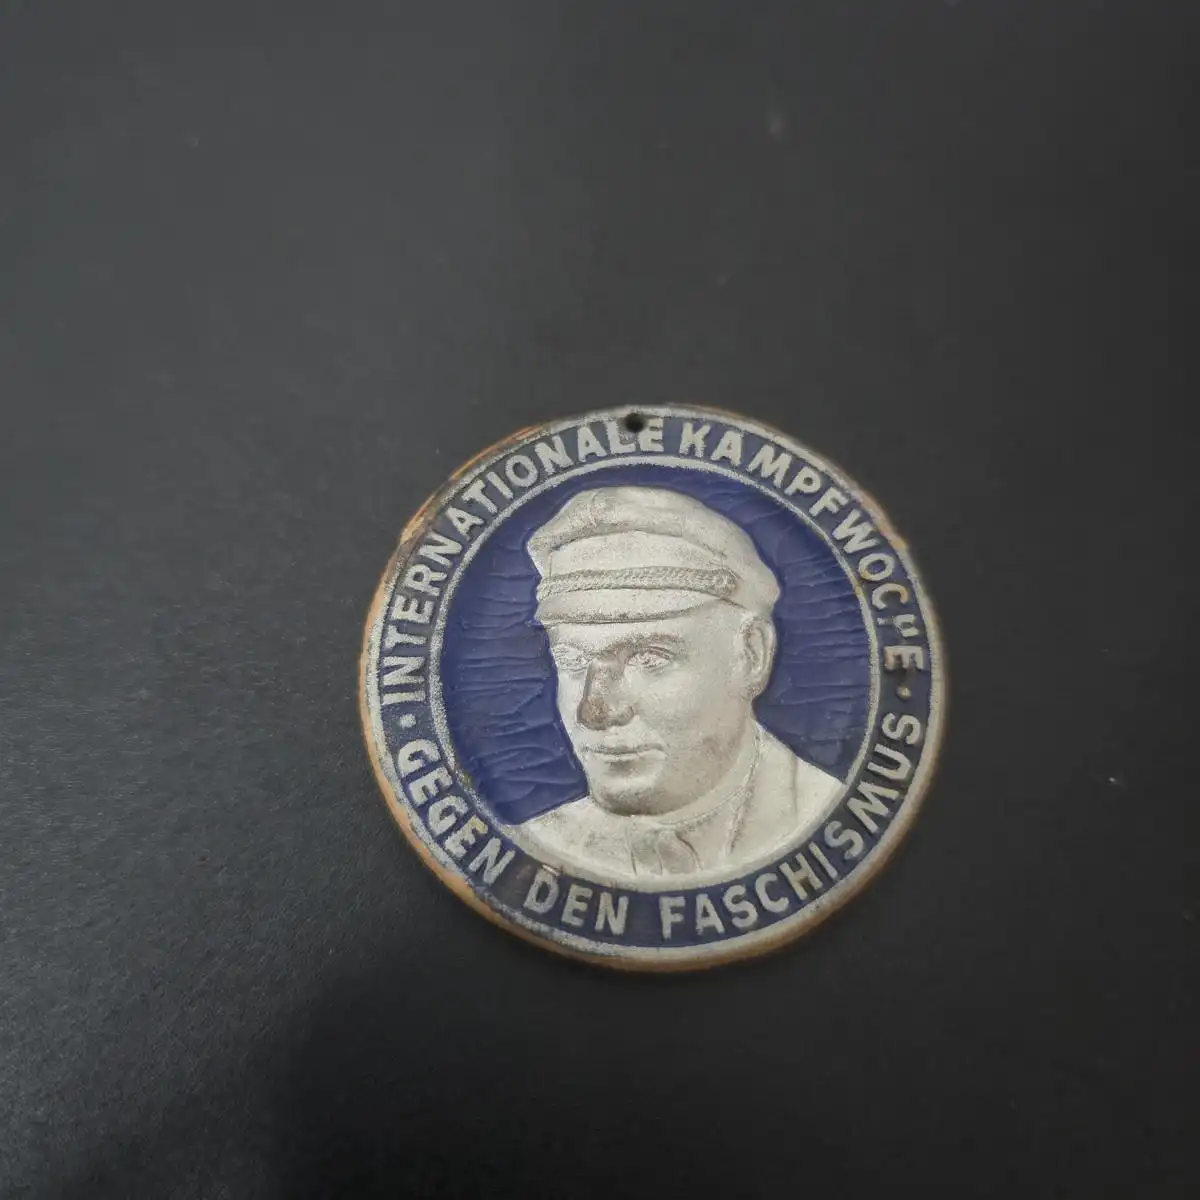 · INTERNATIONALE KAMPFWOCHE ·
GEGEN DEN FASCHISMUS